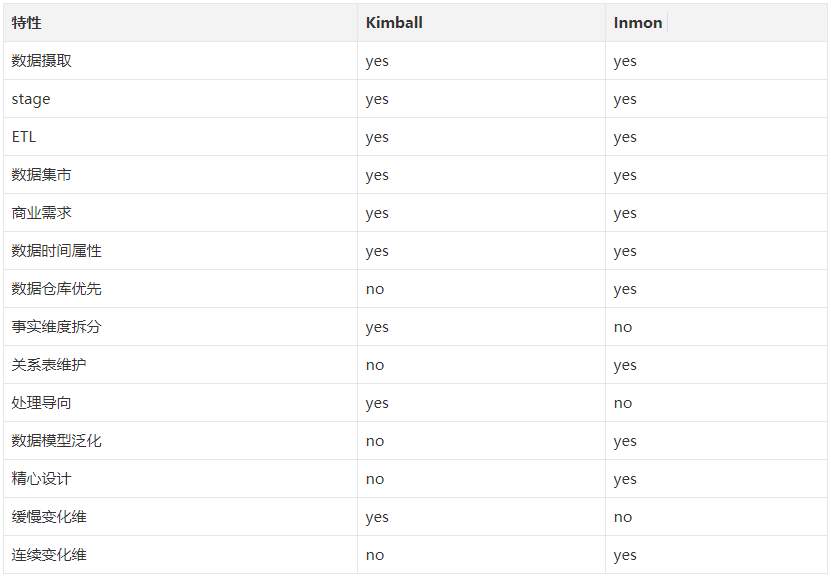 特性 Kimball Inmon
数据摄取 yes yes
stage yes yes
ETL yes yes
数据集市 yes yes
商业需求 yes yes
数据时间属性 yes yes
数据仓库优先 no yes
事实维度拆分 yes no
关系表维护 no yes
处理导向 yes no
数据模型泛化 no yes
精心设计 no yes
缓慢变化维 yes no
连续变化维 no yes